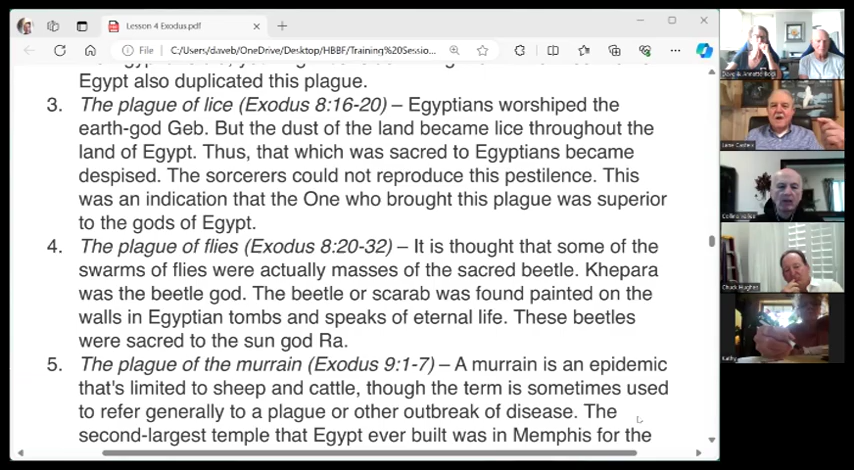 Lesson 4 Exodus.pdf
File
C:/Users/daveb/OneDrive/Desktop/HBBF/Training%20Sessio...
Egypt also duplicated this plague.
3. The plague of lice (Exodus 8:16-20) – Egyptians worshiped the
earth-god Geb. But the dust of the land became lice throughout the
land of Egypt. Thus, that which was sacred to Egyptians became
despised. The sorcerers could not reproduce this pestilence. This
was an indication that the One who brought this plague was superior
to the gods of Egypt.
4. The plague of flies (Exodus 8:20-32) – It is thought that some of the
swarms of flies were actually masses of the sacred beetle. Khepara
was the beetle god. The beetle or scarab was found painted on the
walls in Egyptian tombs and speaks of eternal life. These beetles
were sacred to the sun god Ra.
5. The plague of the murrain (Exodus 9:1-7) – A murrain is an epidemic
that's limited to sheep and cattle, though the term is sometimes used
to refer generally to a plague or other outbreak of disease. The
second-largest temple that Egypt ever built was in Memphis for the
Dave & Annette
Lane
Chuck Hughes
Kathy